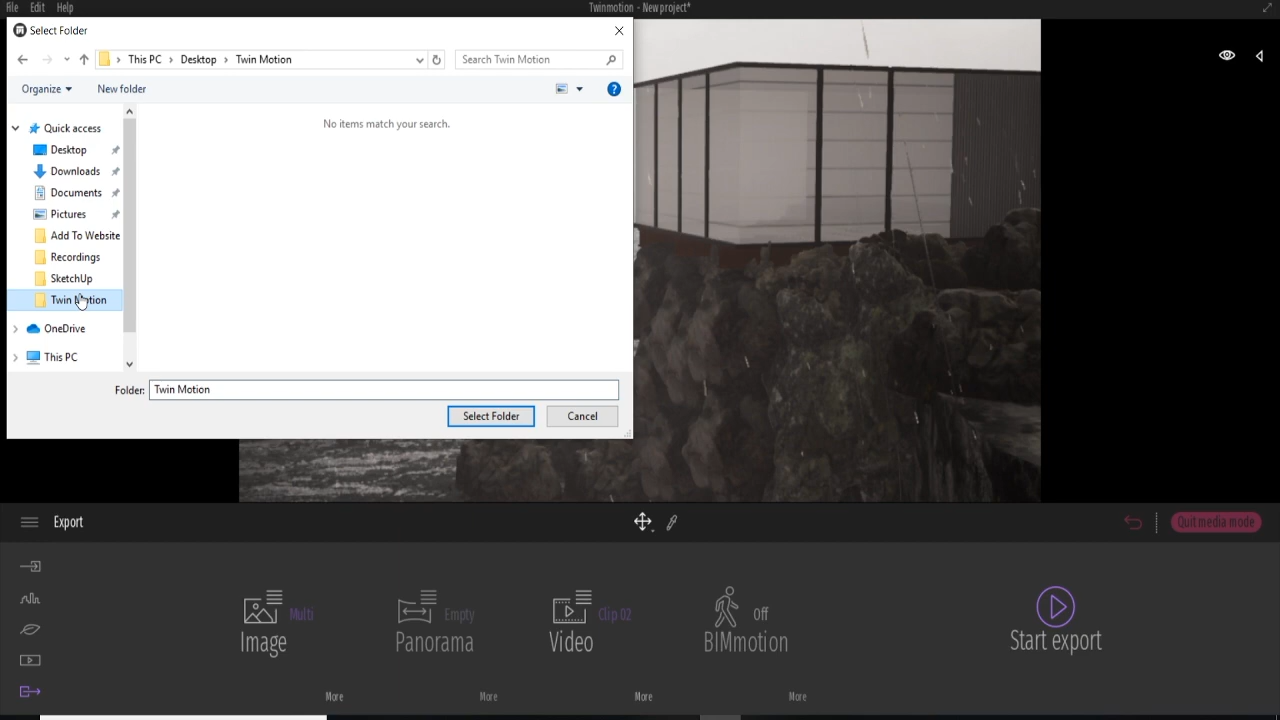 File Edit Help
Twinmotion - New project*
Select Folder
This PC > Desktop > Twin Motion
Search Twin Motion
Organize
New folder
?
No items match your search.
Quick access
Desktop
Downloads
Documents
Pictures
Add To Website
Recordings
SketchUp
Twin Motion
OneDrive
This PC
Folder: Twin Motion
Select Folder
Cancel
Export
Quit media mode
Multi
Image
Empty
Panorama
Clip 02
Video
Off
BIMmotion
Start export
More
More
More
More